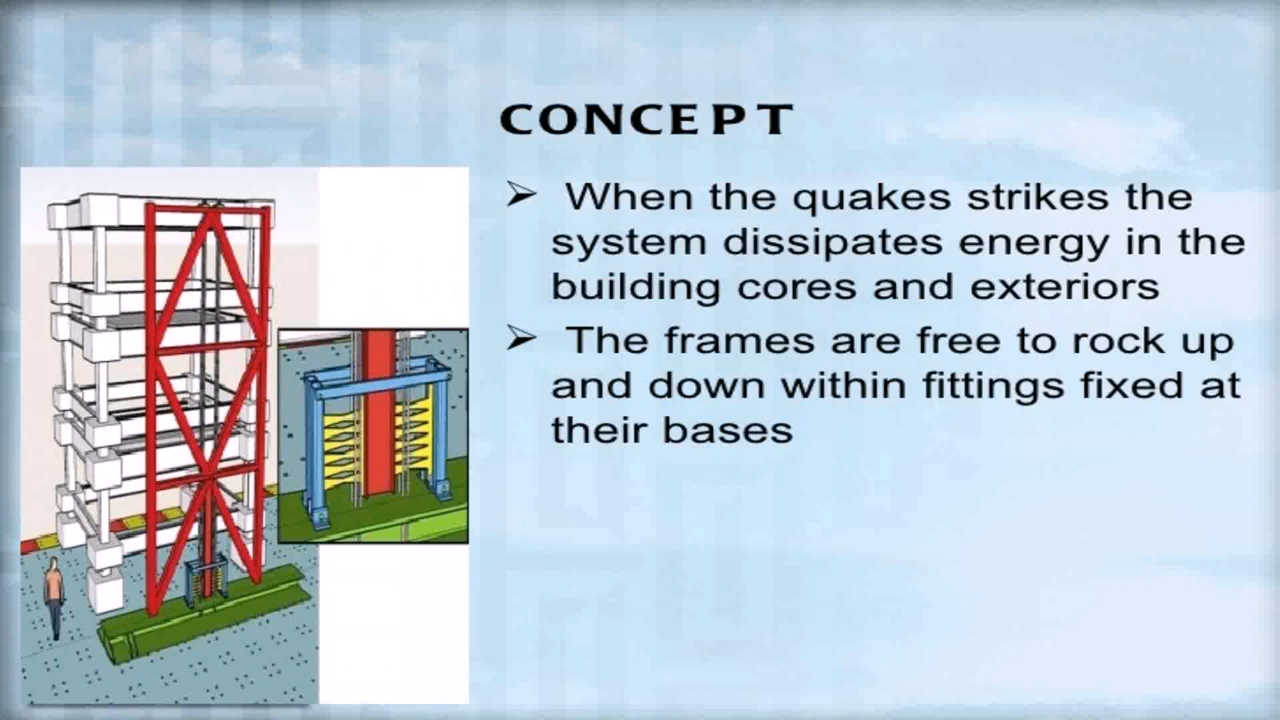 CONCEPT
➢ When the quakes strikes the
system dissipates energy in the
building cores and exteriors
➢ The frames are free to rock up
and down within fittings fixed at
their bases